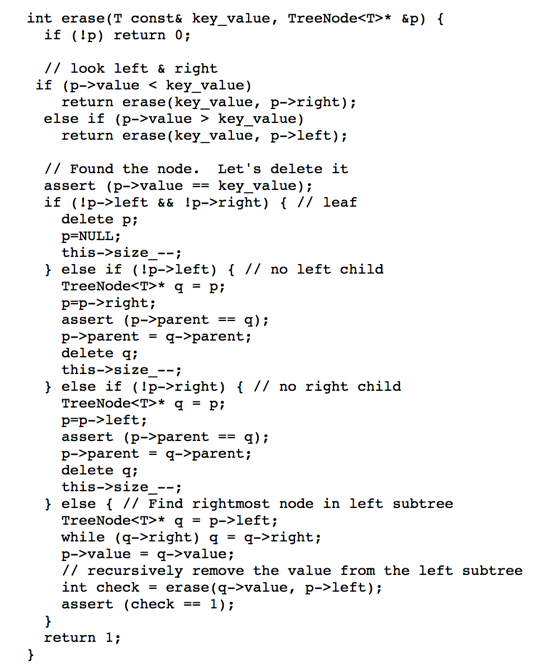 int erase(T const& key_value, TreeNode<T>* &p) {
  if (!p) return 0;

  // look left & right
 if (p->value < key_value)
    return erase(key_value, p->right);
  else if (p->value > key_value)
    return erase(key_value, p->left);

  // Found the node.  Let's delete it
  assert (p->value == key_value);
  if (!p->left && !p->right) { // leaf
    delete p;
    p=NULL;
    this->size_--;
  } else if (!p->left) { // no left child
    TreeNode<T>* q = p;
    p=p->right;
    assert (p->parent == q);
    p->parent = q->parent;
    delete q;
    this->size_--;
  } else if (!p->right) { // no right child
    TreeNode<T>* q = p;
    p=p->left;
    assert (p->parent == q);
    p->parent = q->parent;
    delete q;
    this->size_--;
  } else { // Find rightmost node in left subtree
    TreeNode<T>* q = p->left;
    while (q->right) q = q->right;
    p->value = q->value;
    // recursively remove the value from the left subtree
    int check = erase(q->value, p->left);
    assert (check == 1);
  }
  return 1;
}